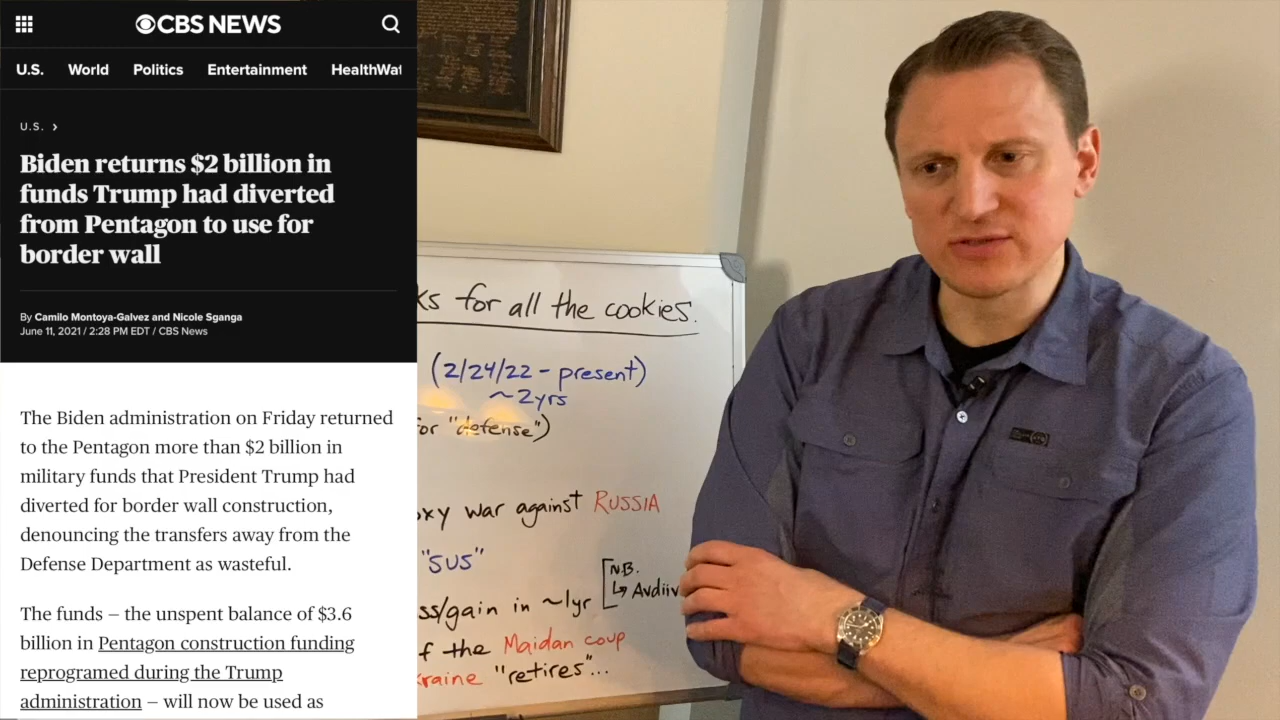 CBS NEWS
U.S. World Politics Entertainment HealthWat
U.S. >
Biden returns $2 billion in
funds Trump had diverted
from Pentagon to use for
border wall
By Camilo Montoya-Galvez and Nicole Sganga
June 11, 2021 / 2:28 PM EDT / CBS News
The Biden administration on Friday returned
to the Pentagon more than $2 billion in
military funds that President Trump had
diverted for border wall construction,
denouncing the transfers away from the
Defense Department as wasteful.
The funds — the unspent balance of $3.6
billion in Pentagon construction funding
reprogramed during the Trump
administration — will now be used as
ks for all the cookies.
(2/24/22 - present)
~2yrs
or "defense")
oxy war against RUSSIA
"SUS"
ss/gain in ~1yr
N.B.
↳ Avdiiv
f the Maidan coup
kraine "retires"...